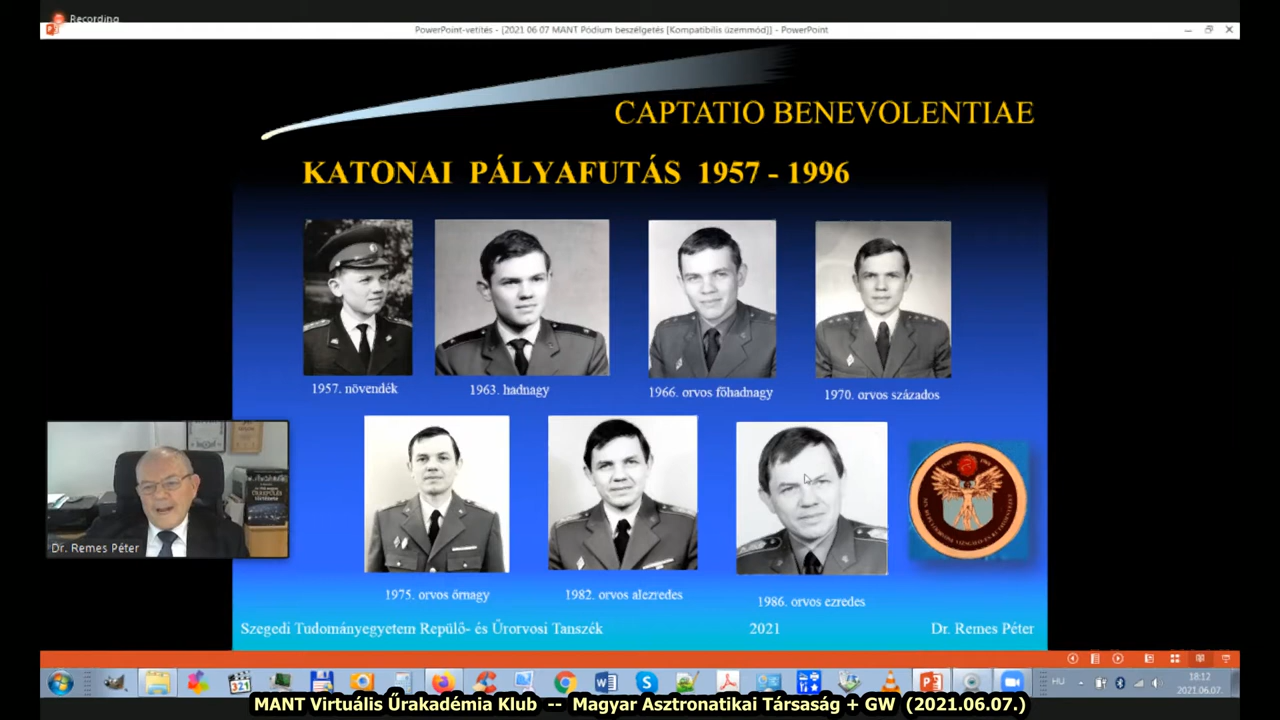 Recording
PowerPoint-vetítés - [2021 06 07 MANT Pódium beszélgetés [Kompatibilis üzemmód]] - PowerPoint
CAPTATIO BENEVOLENTIAE
KATONAI PÁLYAFUTÁS 1957 - 1996
1957. növendék
1963. hadnagy
1966. orvos főhadnagy
1970. orvos százados
Dr. Remes Péter
1975. orvos őrnagy
1982. orvos alezredes
1986. orvos ezredes
Szegedi Tudományegyetem Repülő- és Űrorvosi Tanszék
2021
Dr. Remes Péter
321
HU
18:12
2021.06.07.
MANT Virtuális Űrakadémia Klub -- Magyar Asztronatikai Társaság + GW (2021.06.07.)